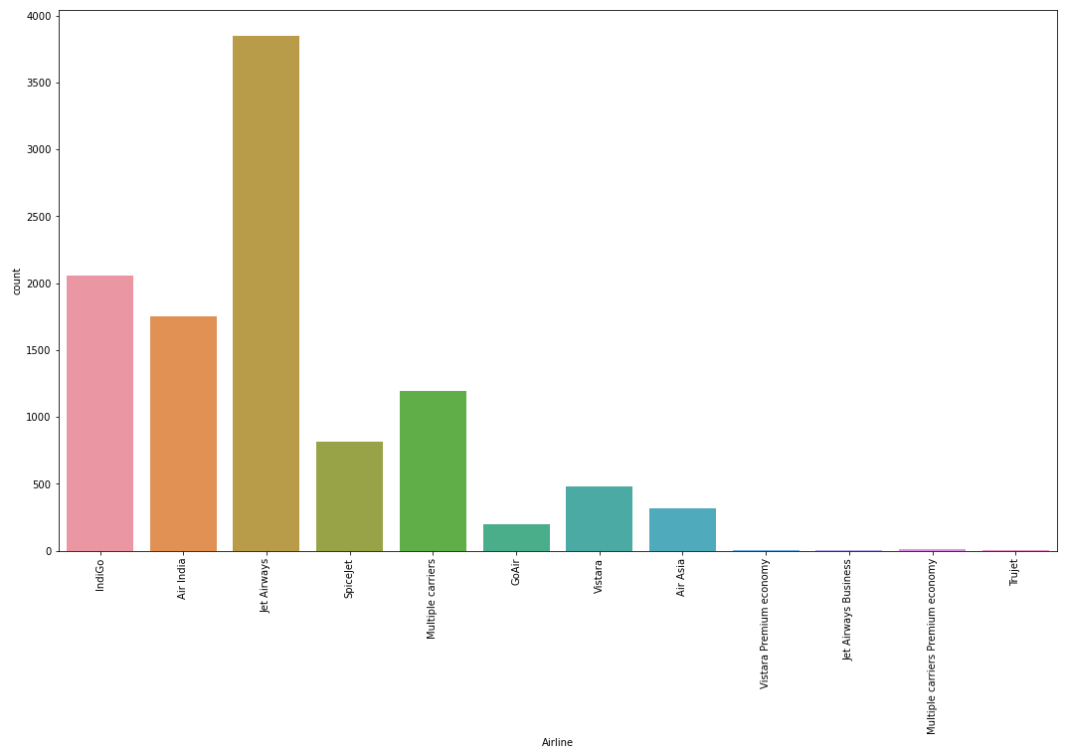 4000
3500
3000
2500
2000
1500
1000
500
0
count
IndiGo
Air India
Jet Airways
SpiceJet
Multiple carriers
GoAir
Vistara
Air Asia
Vistara Premium economy
Jet Airways Business
Multiple carriers Premium economy
Trujet
Airline